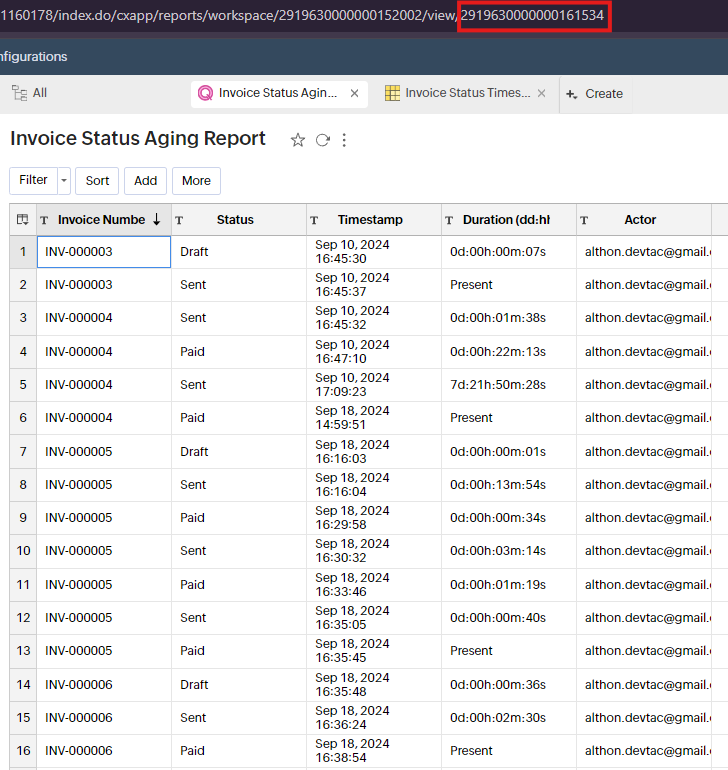 1160178/index.do/cxapp/reports/workspace/2919630000000152002/view/2919630000000161534
nfigurations
All Invoice Status Agin... × Invoice Status Times... × +, Create
Invoice Status Aging Report
Filter Sort Add More
T Invoice Numbe ↓ T Status T Timestamp T Duration (dd:hh T Actor
1 INV-000003 Draft Sep 10, 2024 16:45:30 0d:00h:00m:07s althon.devtac@gmail.
2 INV-000003 Sent Sep 10, 2024 16:45:37 Present althon.devtac@gmail.
3 INV-000004 Sent Sep 10, 2024 16:45:32 0d:00h:01m:38s althon.devtac@gmail.
4 INV-000004 Paid Sep 10, 2024 16:47:10 0d:00h:22m:13s althon.devtac@gmail.
5 INV-000004 Sent Sep 10, 2024 17:09:23 7d:21h:50m:28s althon.devtac@gmail.
6 INV-000004 Paid Sep 18, 2024 14:59:51 Present althon.devtac@gmail.
7 INV-000005 Draft Sep 18, 2024 16:16:03 0d:00h:00m:01s althon.devtac@gmail.
8 INV-000005 Sent Sep 18, 2024 16:16:04 0d:00h:13m:54s althon.devtac@gmail.
9 INV-000005 Paid Sep 18, 2024 16:29:58 0d:00h:00m:34s althon.devtac@gmail.
10 INV-000005 Sent Sep 18, 2024 16:30:32 0d:00h:03m:14s althon.devtac@gmail.
11 INV-000005 Paid Sep 18, 2024 16:33:46 0d:00h:01m:19s althon.devtac@gmail.
12 INV-000005 Sent Sep 18, 2024 16:35:05 0d:00h:00m:40s althon.devtac@gmail.
13 INV-000005 Paid Sep 18, 2024 16:35:45 Present althon.devtac@gmail.
14 INV-000006 Draft Sep 18, 2024 16:35:48 0d:00h:00m:36s althon.devtac@gmail.
15 INV-000006 Sent Sep 18, 2024 16:36:24 0d:00h:02m:30s althon.devtac@gmail.
16 INV-000006 Paid Sep 18, 2024 16:38:54 Present althon.devtac@gmail.